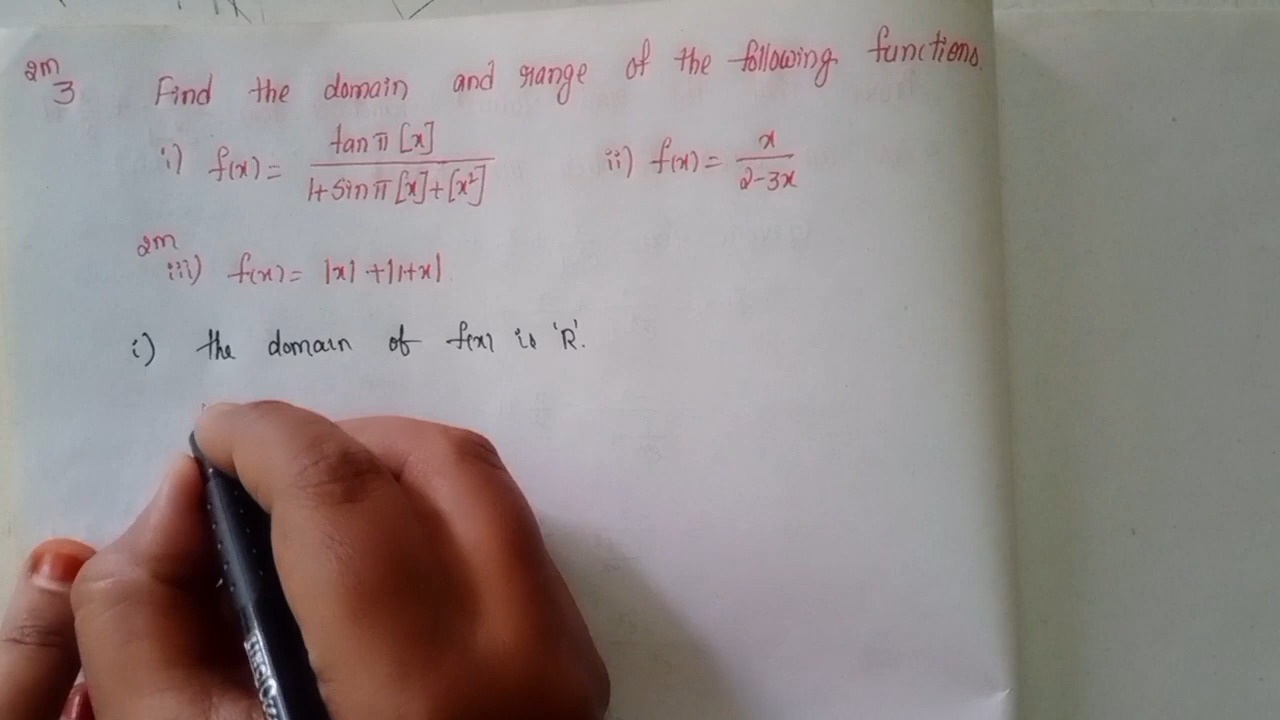 2m
3 Find the domain and range of the following functions.
i) f(x) = tan π [x] / 1+ Sin π [x] + [x²] ii) f(x) = x / 2-3x
2m
iii) f(x) = |x| + |1+x|
i) the domain of f(x) is 'R'.